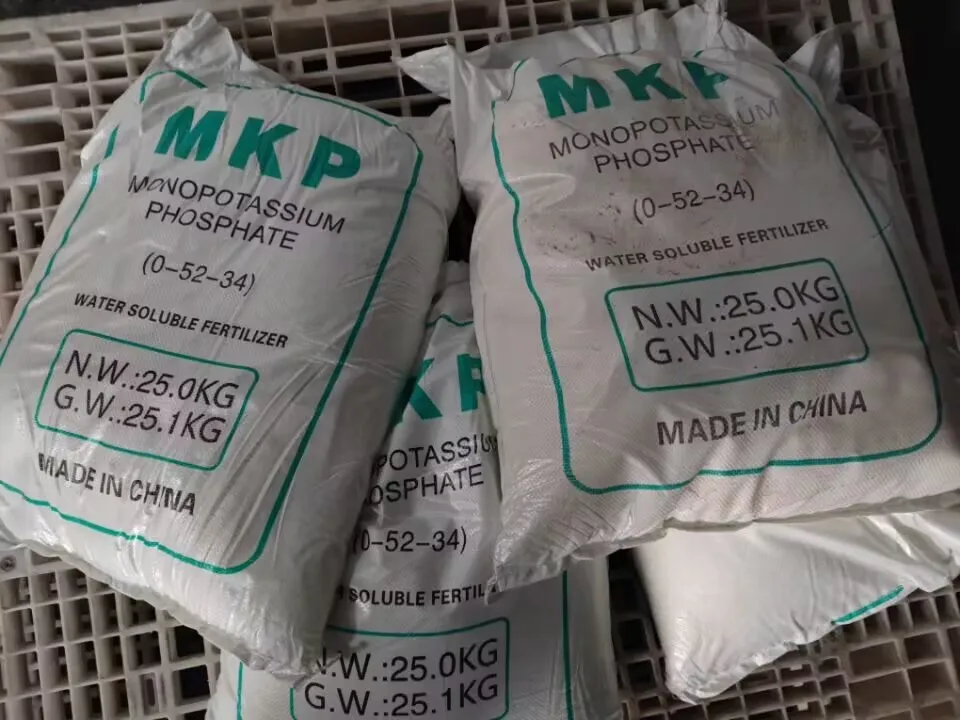 MKP
MONOPOTASSIUM
PHOSPHATE
(0-52-34)
WATER SOLUBLE FERTILIZER
N.W.:25.0KG
G.W.:25.1KG
MADE IN CHINA
MKP
MONOPOTASSIUM
PHOSPHATE
(0-52-34)
WATER SOLUBLE FERTILIZER
N.W.:25.0KG
G.W.:25.1KG
MADE IN CHINA
KP
POTASSIU
OSPHATE
(0-52-34)
SOLUBLE FERTIL
N.W.:25.0KG
G.W.:25.1KG